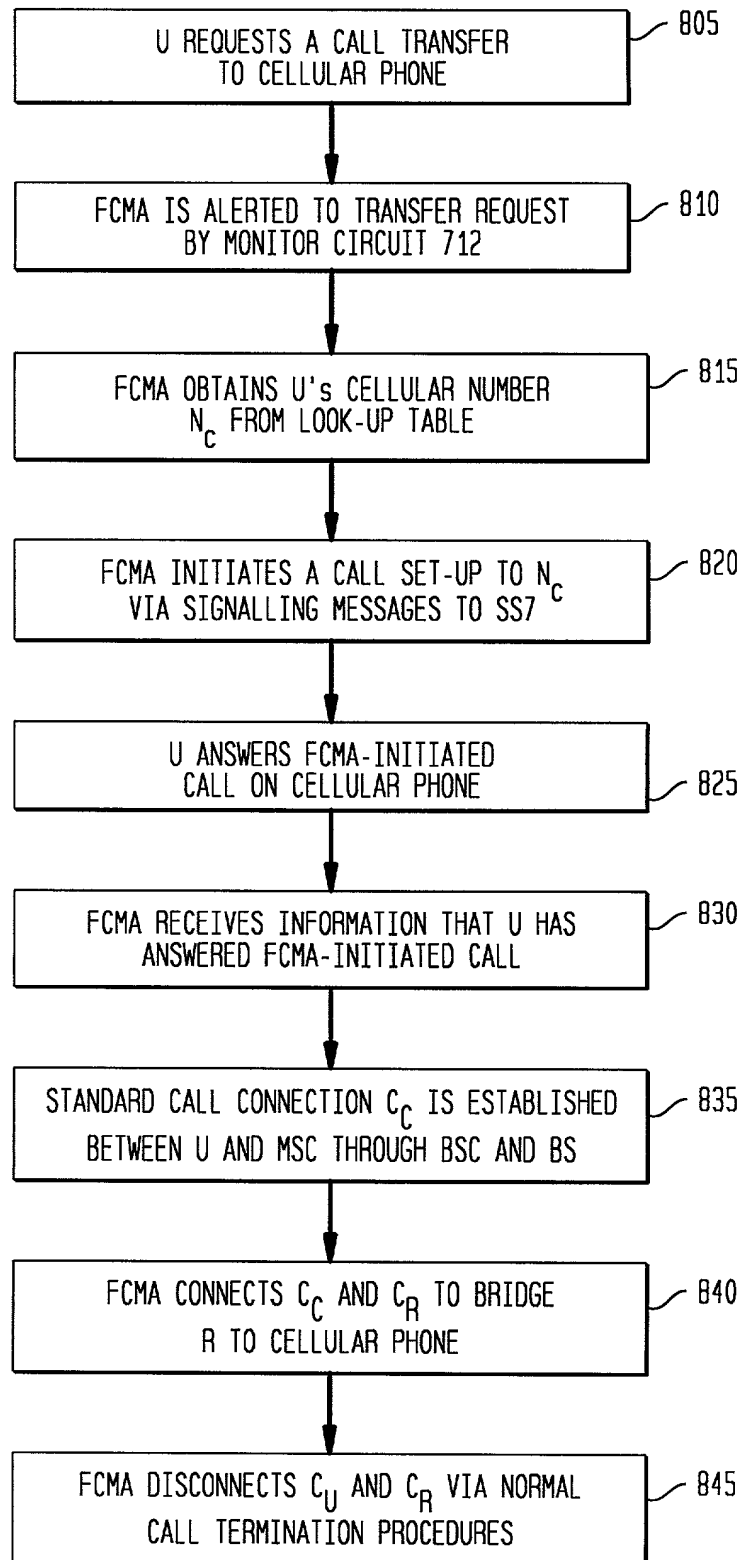 U REQUESTS A CALL TRANSFER
TO CELLULAR PHONE
805
FCMA IS ALERTED TO TRANSFER REQUEST
BY MONITOR CIRCUIT 712
810
FCMA OBTAINS U's CELLULAR NUMBER
N_C FROM LOOK-UP TABLE
815
FCMA INITIATES A CALL SET-UP TO N_C
VIA SIGNALLING MESSAGES TO SS7
820
U ANSWERS FCMA-INITIATED
CALL ON CELLULAR PHONE
825
FCMA RECEIVES INFORMATION THAT U HAS
ANSWERED FCMA-INITIATED CALL
830
STANDARD CALL CONNECTION C_C IS ESTABLISHED
BETWEEN U AND MSC THROUGH BSC AND BS
835
FCMA CONNECTS C_C AND C_R TO BRIDGE
R TO CELLULAR PHONE
840
FCMA DISCONNECTS C_U AND C_R VIA NORMAL
CALL TERMINATION PROCEDURES
845